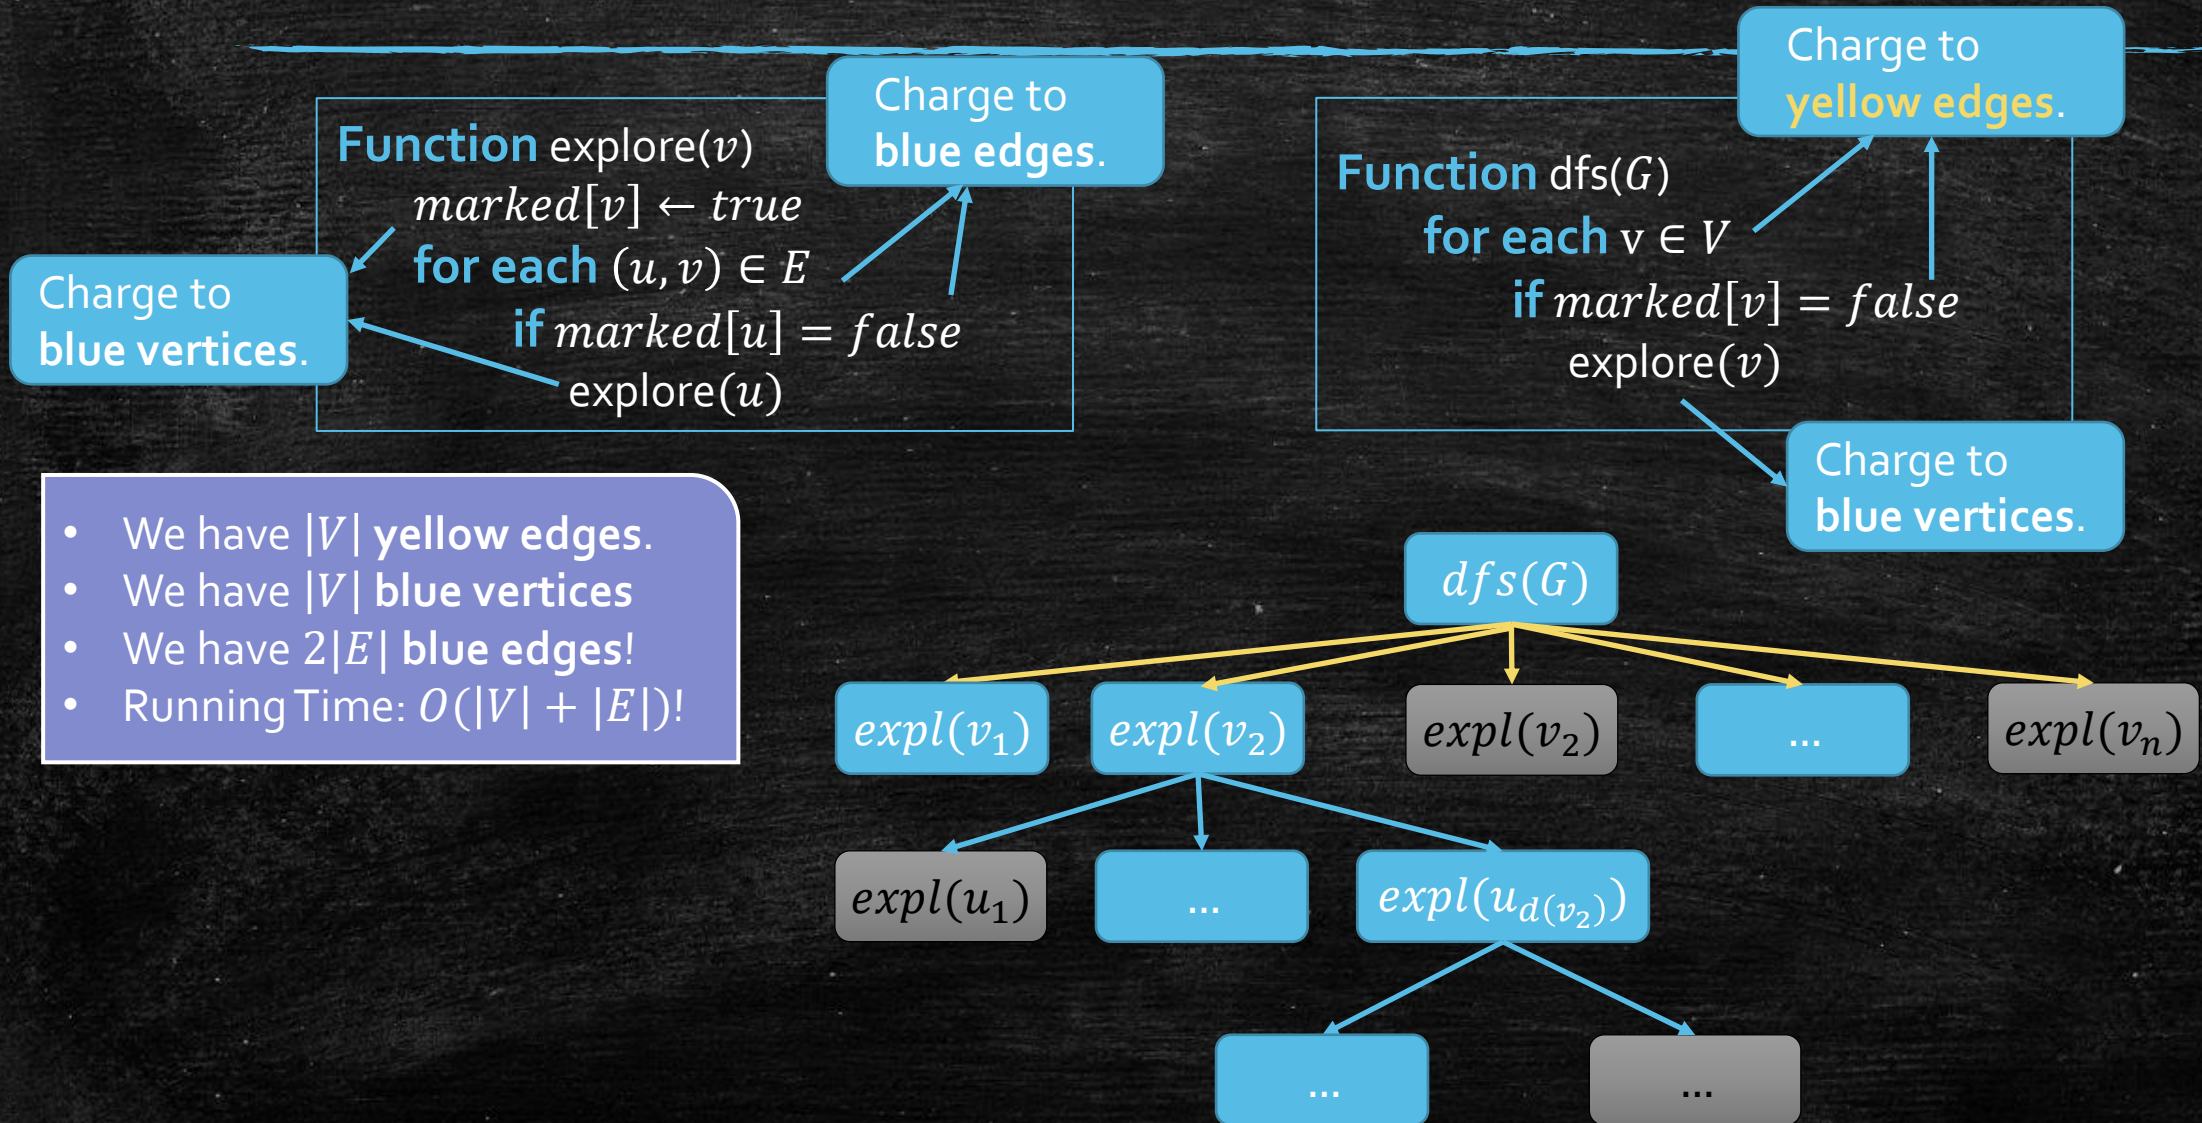 Charge to
blue edges.
Function explore(𝑣)
𝑚𝑎𝑟𝑘𝑒𝑑[𝑣] ← 𝑡𝑟𝑢𝑒
for each (𝑢, 𝑣) ∈ 𝐸
if 𝑚𝑎𝑟𝑘𝑒𝑑[𝑢] = 𝑓𝑎𝑙𝑠𝑒
explore(𝑢)
Charge to
blue vertices.
Charge to
yellow edges.
Function dfs(𝐺)
for each v ∈ 𝑉
if 𝑚𝑎𝑟𝑘𝑒𝑑[𝑣] = 𝑓𝑎𝑙𝑠𝑒
explore(𝑣)
Charge to
blue vertices.
• We have |𝑉| yellow edges.
• We have |𝑉| blue vertices
• We have 2|𝐸| blue edges!
• Running Time: 𝑂(|𝑉| + |𝐸|)!
𝑑𝑓𝑠(𝐺)
𝑒𝑥𝑝𝑙(𝑣₁) 𝑒𝑥𝑝𝑙(𝑣₂) 𝑒𝑥𝑝𝑙(𝑣₂) ... 𝑒𝑥𝑝𝑙(𝑣ₙ)
𝑒𝑥𝑝𝑙(𝑢₁) ... 𝑒𝑥𝑝𝑙(𝑢_{𝑑(𝑣₂)})
... ...